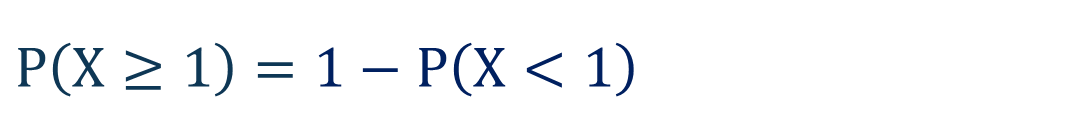 P(X ≥ 1) = 1 − P(X < 1)